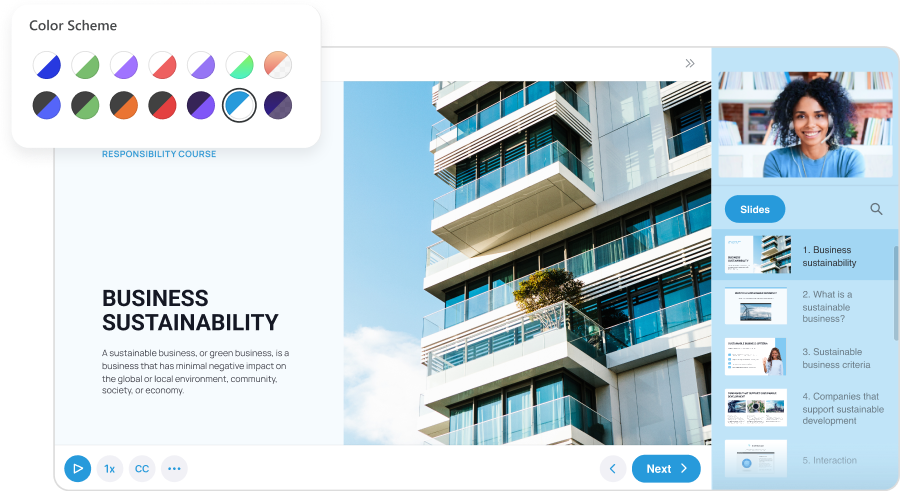 Color Scheme
RESPONSIBILITY COURSE
BUSINESS
SUSTAINABILITY
A sustainable business, or green business, is a
business that has minimal negative impact on
the global or local environment, community,
society, or economy.
1x
CC
Next
Slides
1. Business
sustainability
2. What is a
sustainable
business?
3. Sustainable
business criteria
4. Companies that
support sustainable
development
5. Interaction